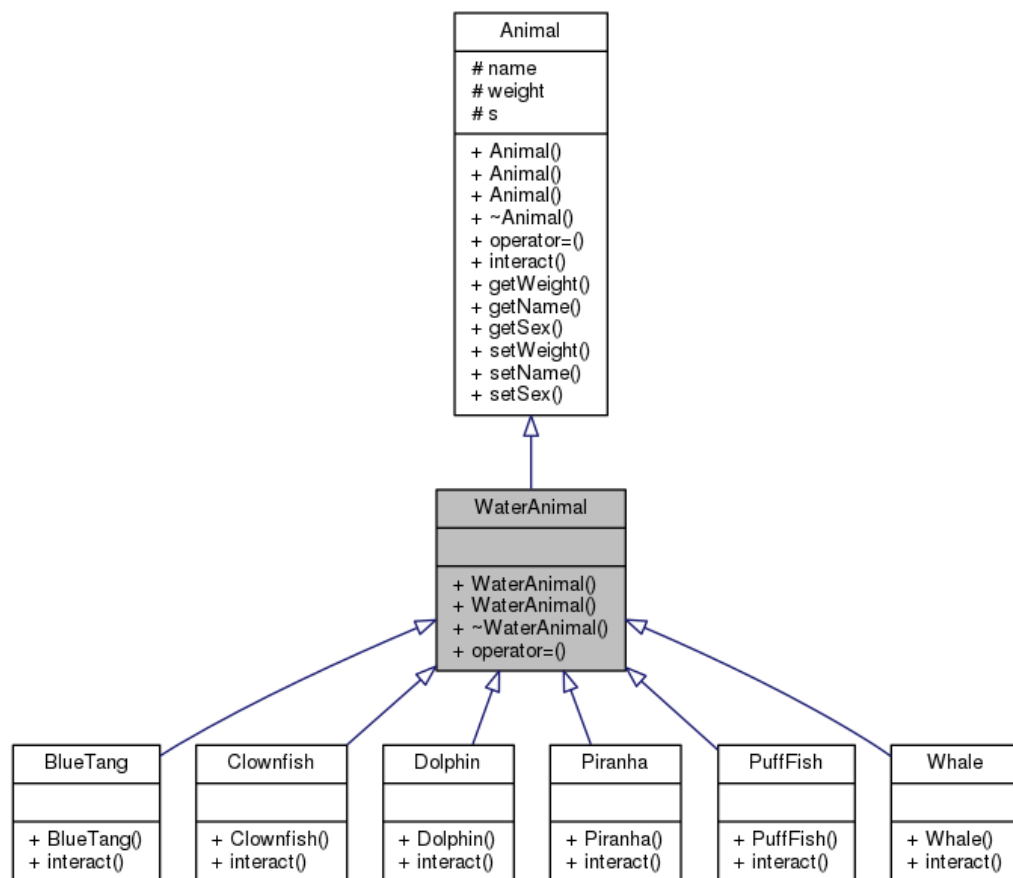 Animal
# name
# weight
# s
+ Animal()
+ Animal()
+ Animal()
+ ~Animal()
+ operator=()
+ interact()
+ getWeight()
+ getName()
+ getSex()
+ setWeight()
+ setName()
+ setSex()
WaterAnimal
+ WaterAnimal()
+ WaterAnimal()
+ ~WaterAnimal()
+ operator=()
BlueTang
+ BlueTang()
+ interact()
Clownfish
+ Clownfish()
+ interact()
Dolphin
+ Dolphin()
+ interact()
Piranha
+ Piranha()
+ interact()
PuffFish
+ PuffFish()
+ interact()
Whale
+ Whale()
+ interact()